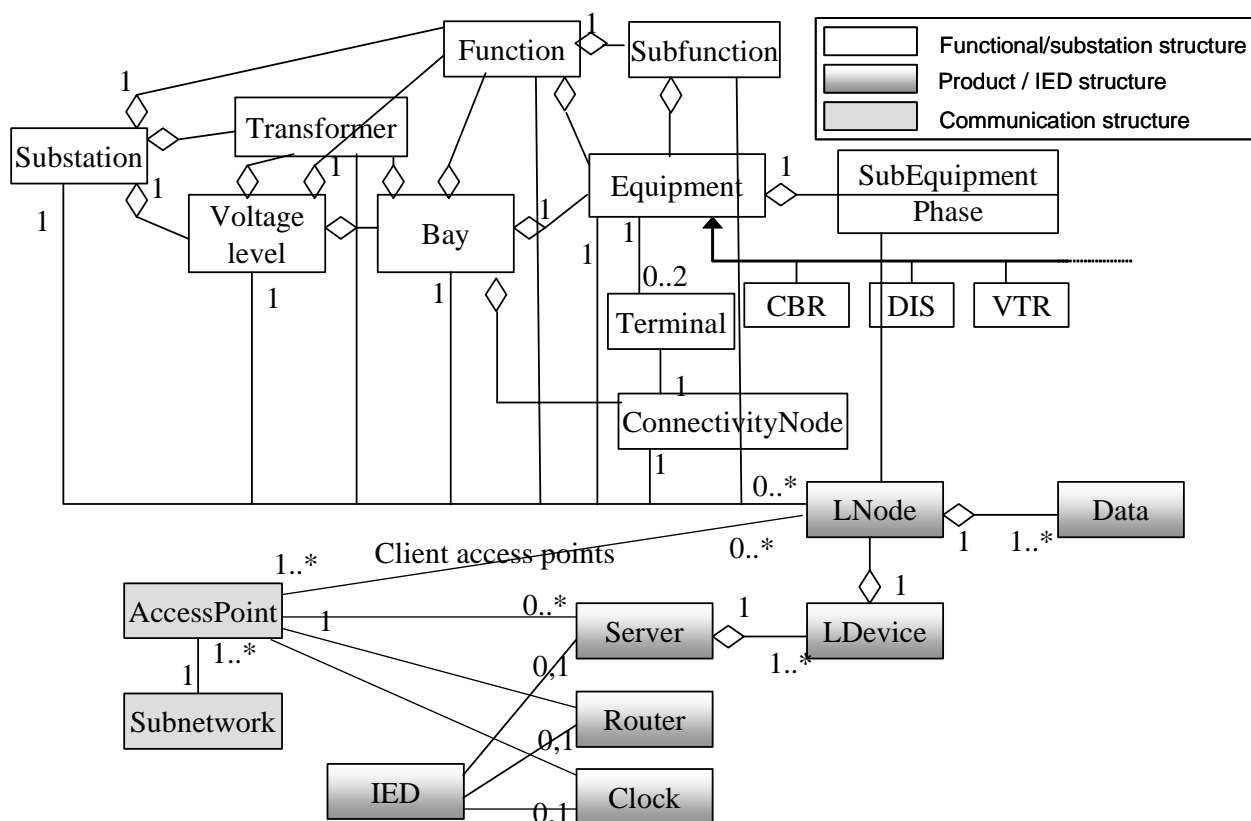 1
Function
Subfunction
Functional/substation structure
Product / IED structure
Communication structure
1
Transformer
Substation
1
1
1
Equipment
1
SubEquipment
Phase
Voltage
level
Bay
1
1
1
1
1
1
0..2
CBR
DIS
VTR
Terminal
1
ConnectivityNode
1
0..*
LNode
1
1..*
Data
0..*
Client access points
1..*
AccessPoint
1
0..*
Server
1
1..*
LDevice
1
1..*
1
Subnetwork
0,1
Router
0,1
IED
0,1
Clock